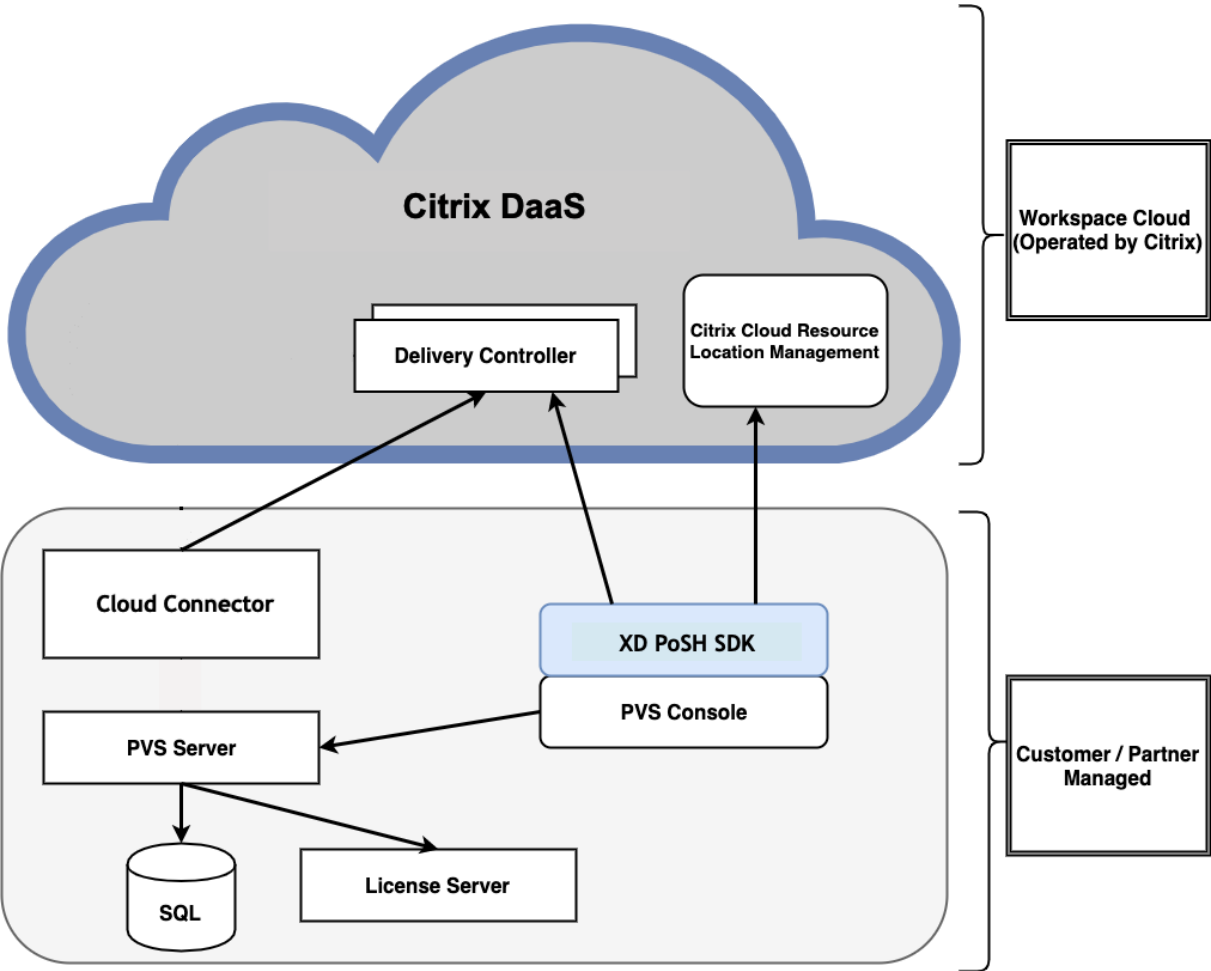 Citrix DaaS
Workspace Cloud
(Operated by Citrix)
Citrix Cloud Resource
Location Management
Delivery Controller
Cloud Connector
XD PoSH SDK
PVS Console
PVS Server
Customer / Partner
Managed
License Server
SQL